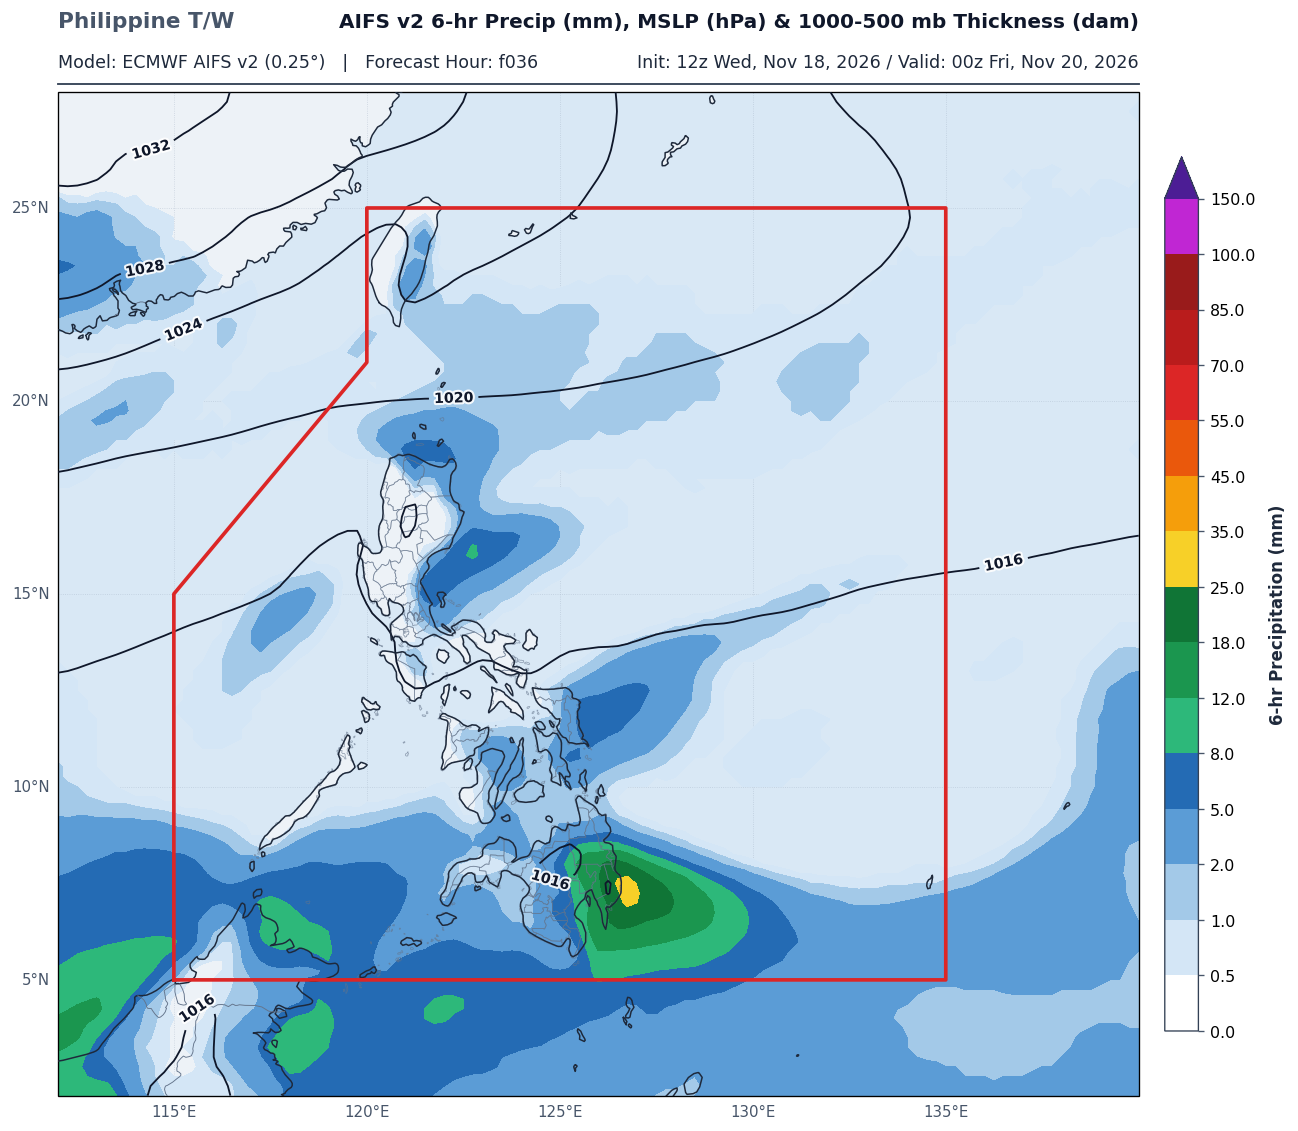 Philippine T/W
AIFS v2 6-hr Precip (mm), MSLP (hPa) & 1000-500 mb Thickness (dam)
Model: ECMWF AIFS v2 (0.25°) | Forecast Hour: f036
Init: 12z Wed, Nov 18, 2026 / Valid: 00z Fri, Nov 20, 2026
1032
1028
1024
1020
1016
1016
1016
25°N
20°N
15°N
10°N
5°N
115°E
120°E
125°E
130°E
135°E
150.0
100.0
85.0
70.0
55.0
45.0
35.0
25.0
18.0
12.0
8.0
5.0
2.0
1.0
0.5
0.0
6-hr Precipitation (mm)